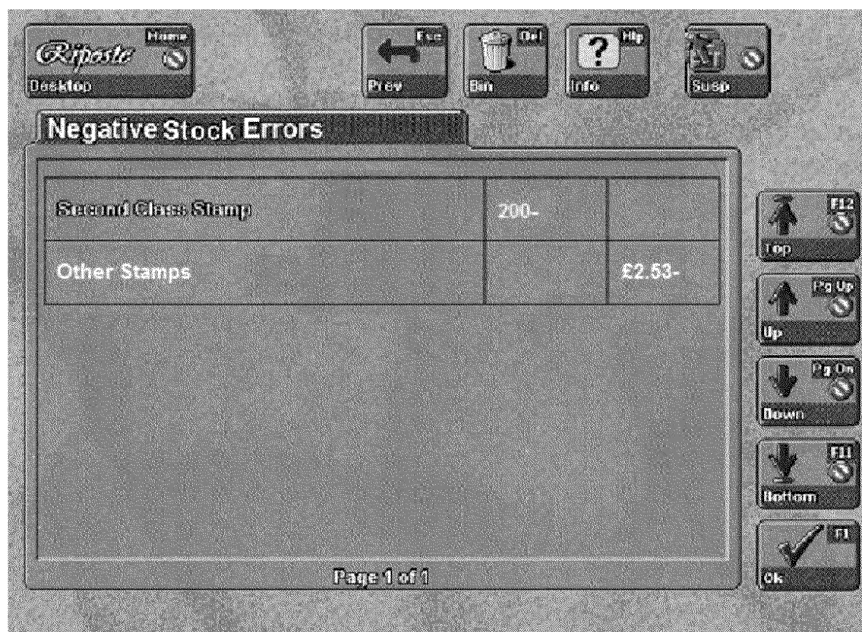 Riposte Home
Desktop
Esc
Prev
Del
Bin
? Hlp
Info
Susp
Negative Stock Errors
Second Class Stamp 200-
Other Stamps £2.53-
F12
Top
Pg Up
Up
Pg Dn
Down
F11
Bottom
F1
Ok
Page 1 of 1